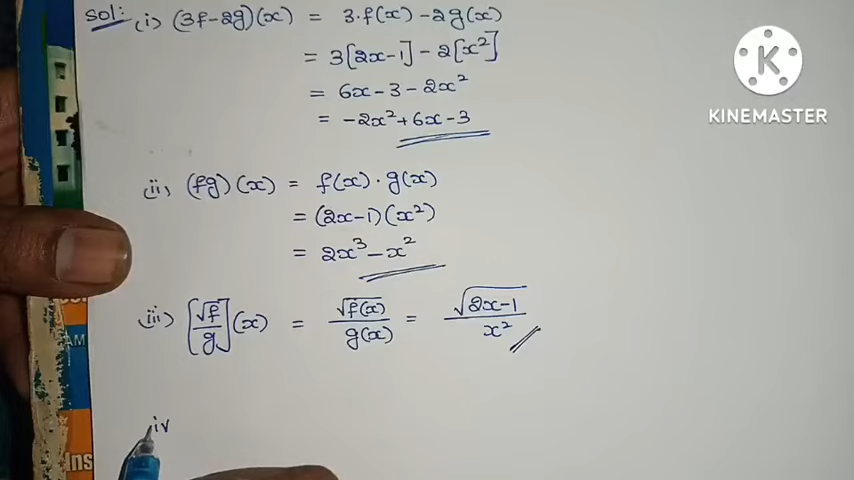 Sol: (i) (3f-2g)(x) = 3.f(x) -2g(x)
= 3[2x-1] - 2[x²]
= 6x-3-2x²
= -2x²+6x-3
(ii) (fg)(x) = f(x)·g(x)
= (2x-1)(x²)
= 2x³-x²
(iii) [√f/g](x) = √f(x)/g(x) = √2x-1/x²
iv
KINEMASTER